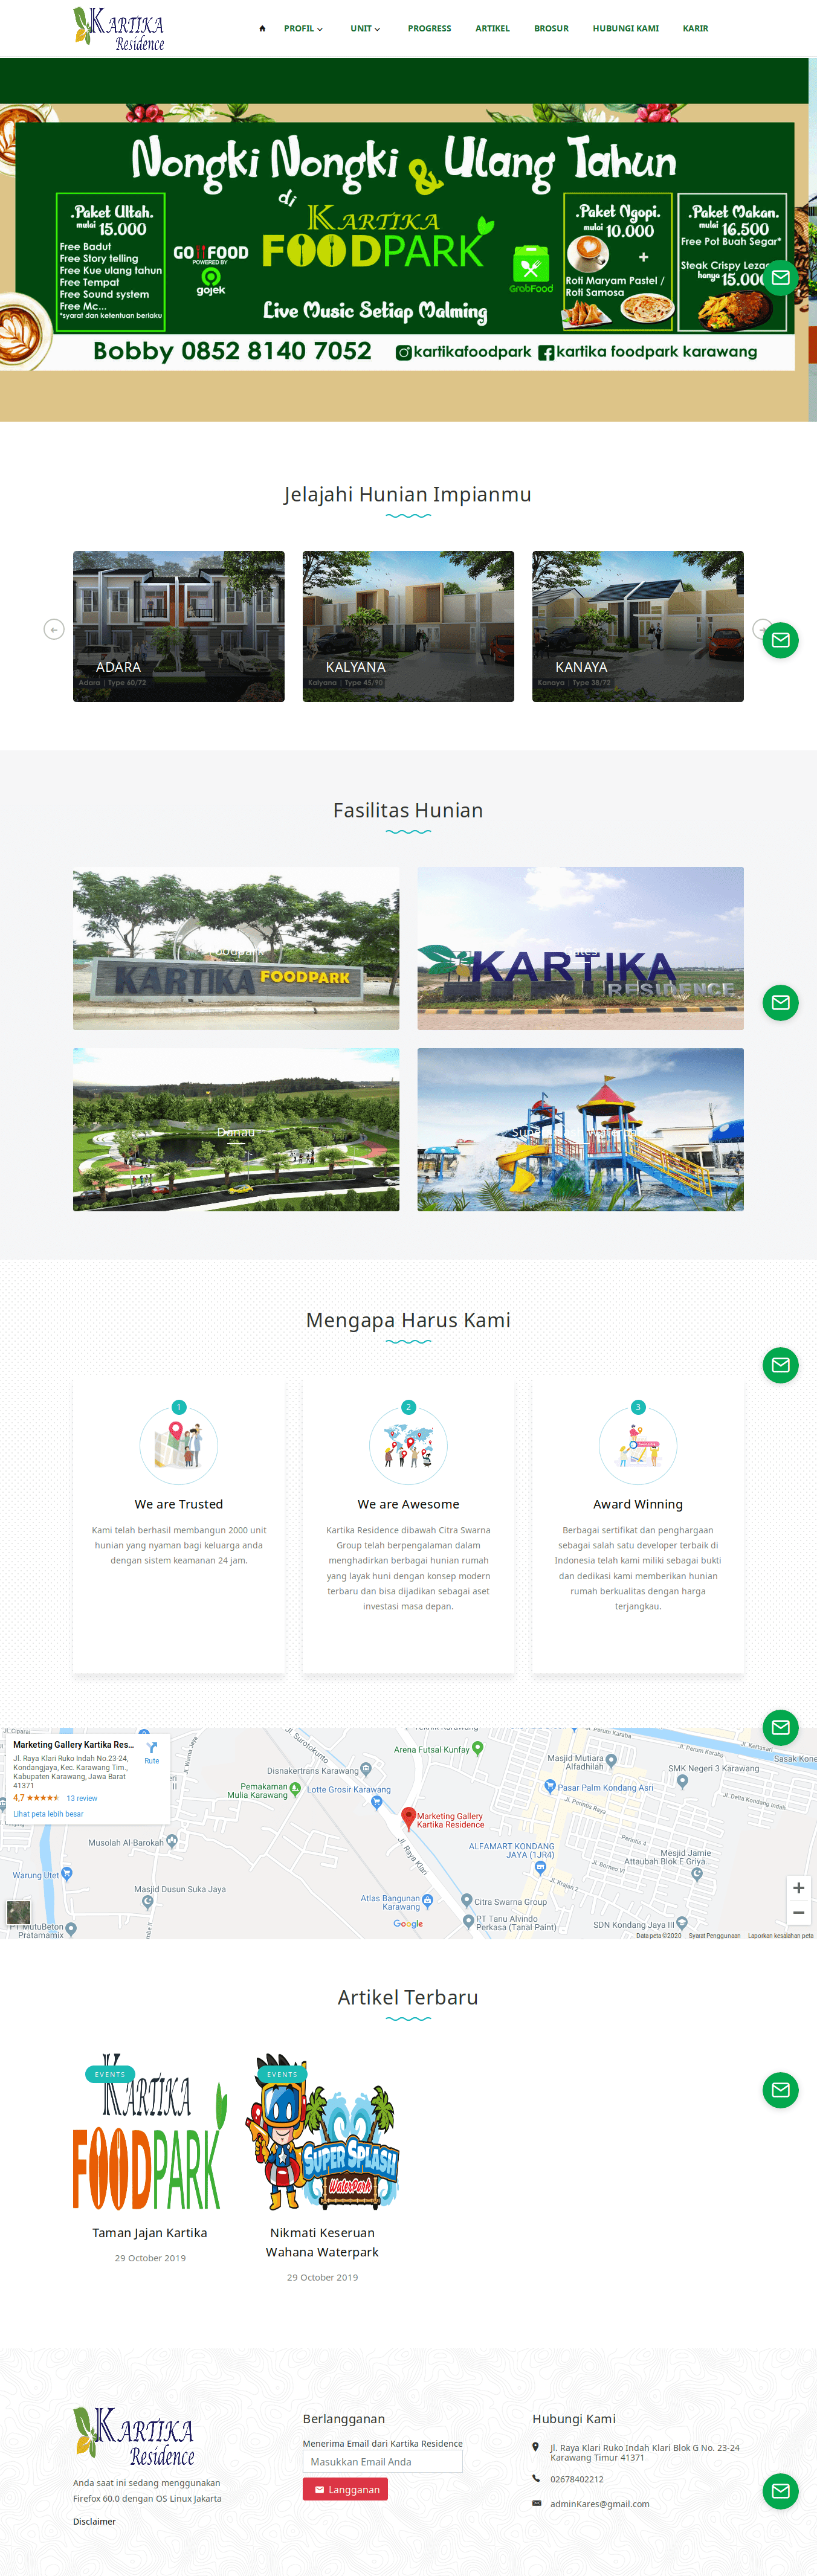 KARTIKA
Residence
PROFIL
UNIT
PROGRESS
ARTIKEL
BROSUR
HUBUNGI KAMI
KARIR
Nongki Nongki & Ulang Tahun
di
KARTIKA
FOODPARK
.Paket Ultah.
mulai 15.000
Free Badut
Free Story telling
Free Kue ulang tahun
Free Tempat
Free Sound system
Free Mc...
*syarat dan ketentuan berlaku
GO FOOD
POWERED BY
gojek
GrabFood
.Paket Ngopi.
mulai 10.000
+
Roti Maryam Pastel /
Roti Samosa
.Paket Makan.
mulai 16.500
Free Pot Buah Segar*
Steak Crispy Lezat
hanya 15.000
Live Music Setiap Malming
Bobby 0852 8140 7052
kartikafoodpark
kartika foodpark karawang
Jelajahi Hunian Impianmu
ADARA
Adara | Type 60/72
KALYANA
Kalyana | Type 45/90
KANAYA
Kanaya | Type 38/72
Fasilitas Hunian
KARTIKA FOODPARK
Gates
KARTIKA
RESIDENCE
Danau
Mengapa Harus Kami
1
We are Trusted
Kami telah berhasil membangun 2000 unit
hunian yang nyaman bagi keluarga anda
dengan sistem keamanan 24 jam.
2
We are Awesome
Kartika Residence dibawah Citra Swarna
Group telah berpengalaman dalam
menghadirkan berbagai hunian rumah
yang layak huni dengan konsep modern
terbaru dan bisa dijadikan sebagai aset
investasi masa depan.
3
Award Winning
Berbagai sertifikat dan penghargaan
sebagai salah satu developer terbaik di
Indonesia telah kami miliki sebagai bukti
dan dedikasi kami memberikan hunian
rumah berkualitas dengan harga
terjangkau.
Marketing Gallery Kartika Res...
Jl. Raya Klari Ruko Indah No.23-24,
Kondangjaya, Kec. Karawang Tim.,
Kabupaten Karawang, Jawa Barat
41371
Rute
4,7
13 review
Lihat peta lebih besar
Jl. Surotokunto
Arena Futsal Kunfay
Disnakertrans Karawang
Pemakaman
Mulia Karawang
Lotte Grosir Karawang
Marketing Gallery
Kartika Residence
Jl. Raya Klari
Musolah Al-Barokah
Warung Utet
Masjid Dusun Suka Jaya
PT MutuBeton
Pratamamix
Atlas Bangunan
Karawang
Citra Swarna Group
PT Tanu Alvindo
Perkasa (Tanal Paint)
ALFAMART KONDANG
JAYA (1JR4)
Masjid Mutiara
Alfadhilah
Pasar Palm Kondang Asri
SMK Negeri 3 Karawang
Jl. Perum Karaba
Mesjid Jamie
Attaubah Blok E Griya...
SDN Kondang Jaya III
Google
Data peta ©2020
Syarat Penggunaan
Laporkan kesalahan peta
Artikel Terbaru
EVENTS
KARTIKA
FOODPARK
Taman Jajan Kartika
29 October 2019
EVENTS
SUPER SPLASH
WaterPark
Nikmati Keseruan
Wahana Waterpark
29 October 2019
KARTIKA
Residence
Anda saat ini sedang menggunakan
Firefox 60.0 dengan OS Linux Jakarta
Disclaimer
Berlangganan
Menerima Email dari Kartika Residence
Masukkan Email Anda
Langganan
Hubungi Kami
Jl. Raya Klari Ruko Indah Klari Blok G No. 23-24
Karawang Timur 41371
02678402212
adminKares@gmail.com